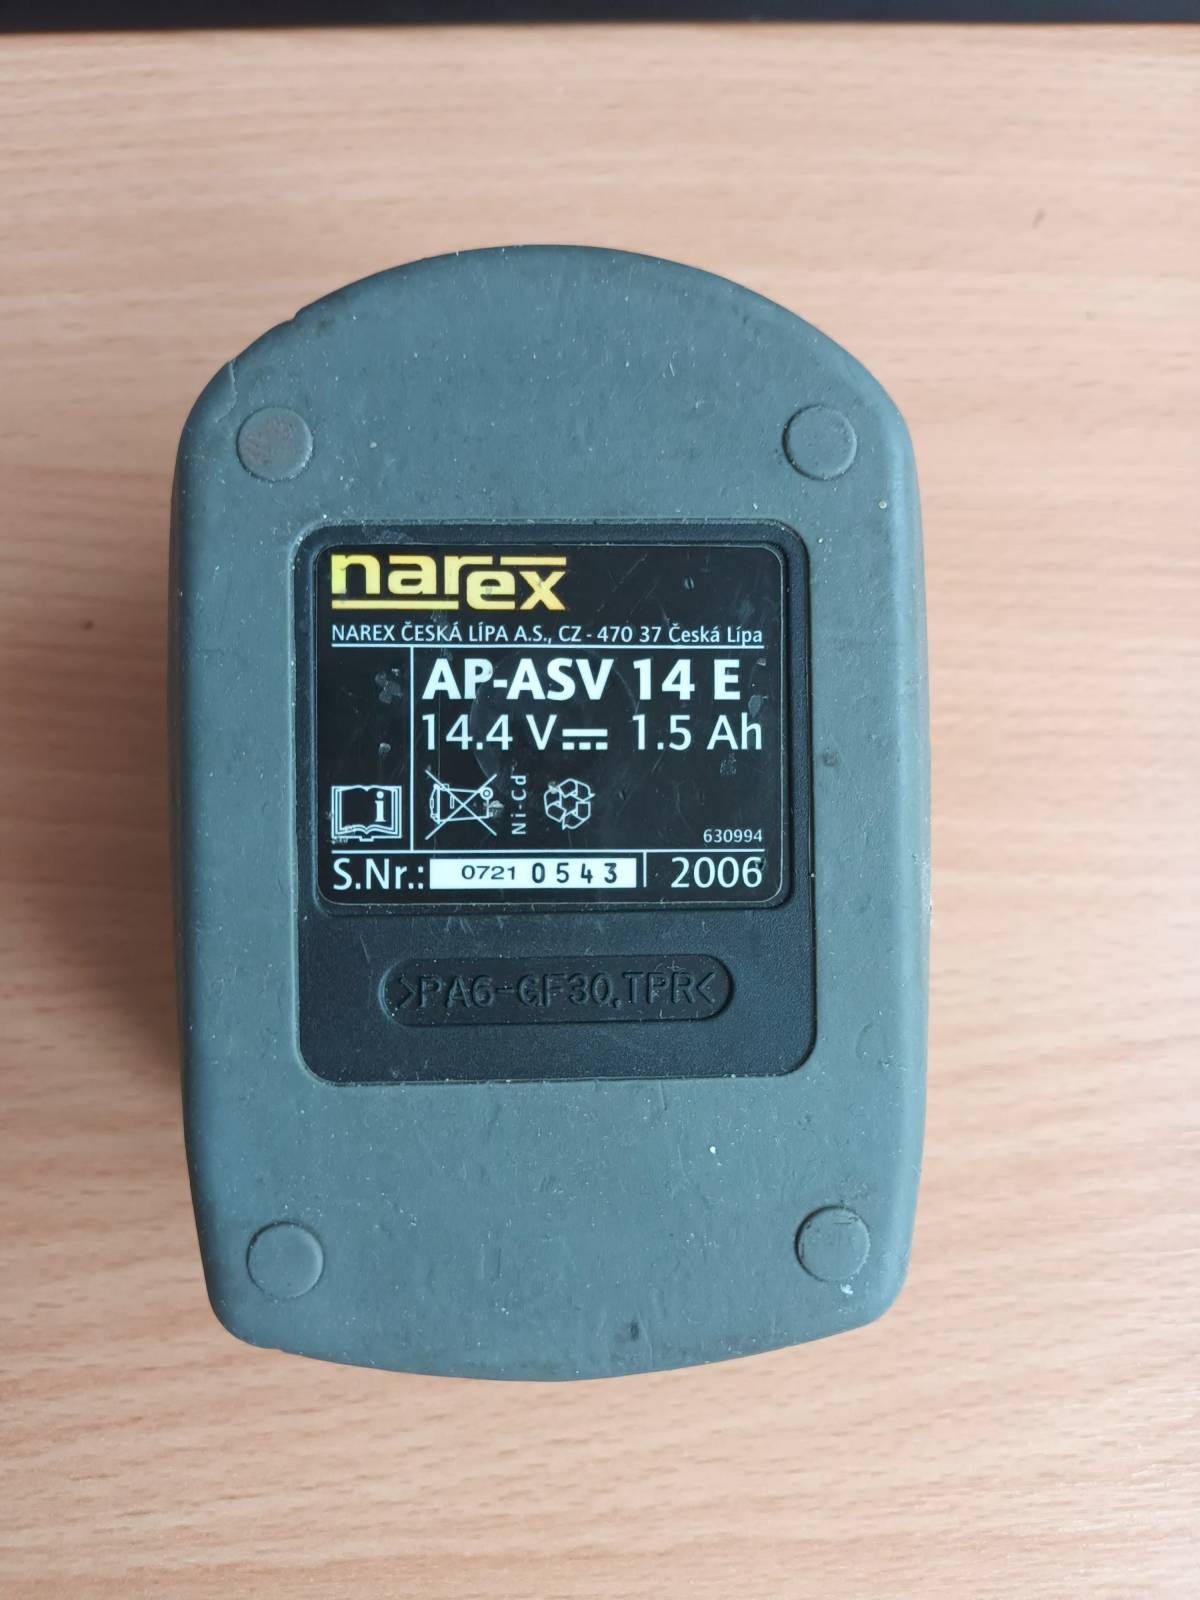 narex
NAREX ČESKÁ LÍPA A.S., CZ - 470 37 Česká Lípa
AP-ASV 14 E
14.4 V 1.5 Ah
i
Ni-Cd
630994
S.Nr.: 0721 0543 2006
>PA6-GF30,TPR<